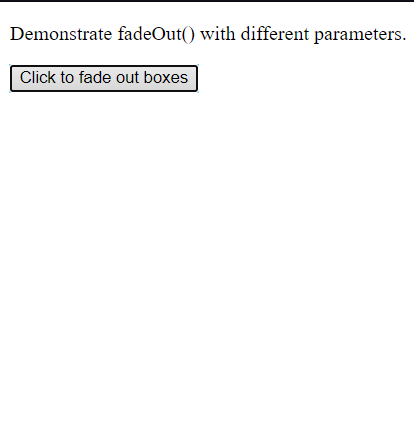 Demonstrate fadeOut() with different parameters.
Click to fade out boxes